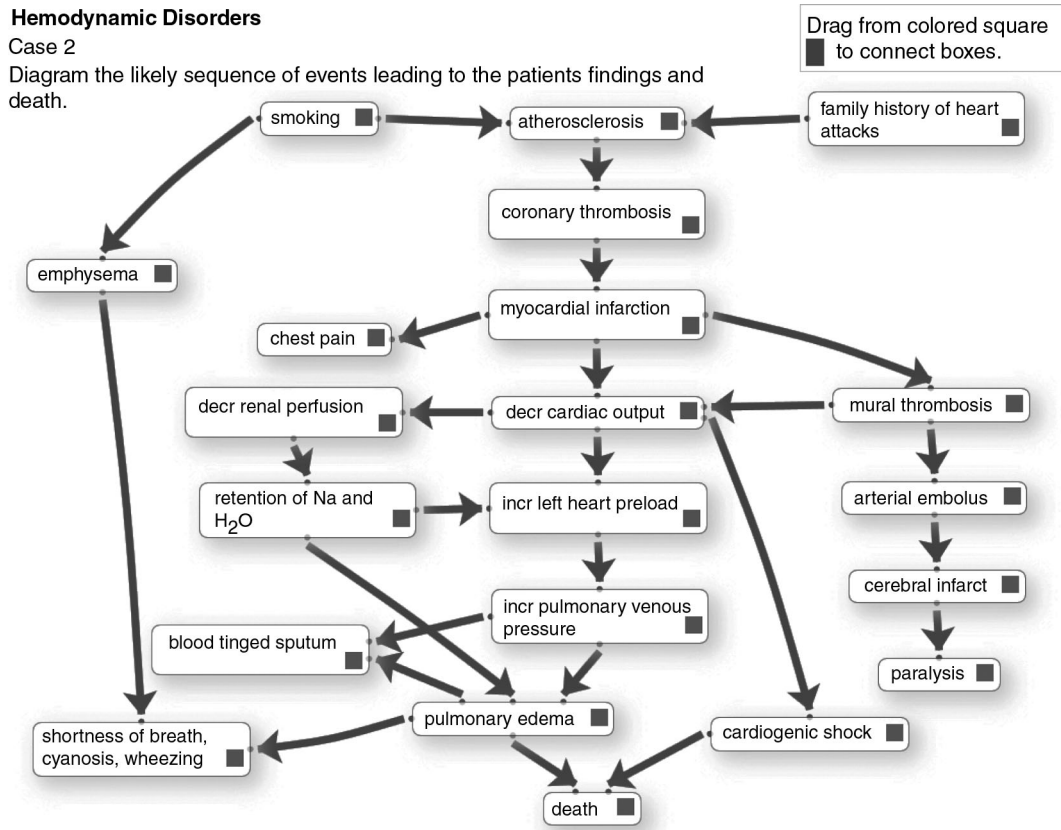 Hemodynamic Disorders
Case 2
Diagram the likely sequence of events leading to the patients findings and
death.
Drag from colored square
to connect boxes.
smoking
atherosclerosis
family history of heart
attacks
coronary thrombosis
emphysema
myocardial infarction
chest pain
decr renal perfusion
decr cardiac output
mural thrombosis
retention of Na and
H2O
incr left heart preload
arterial embolus
cerebral infarct
incr pulmonary venous
pressure
blood tinged sputum
paralysis
pulmonary edema
shortness of breath,
cyanosis, wheezing
cardiogenic shock
death